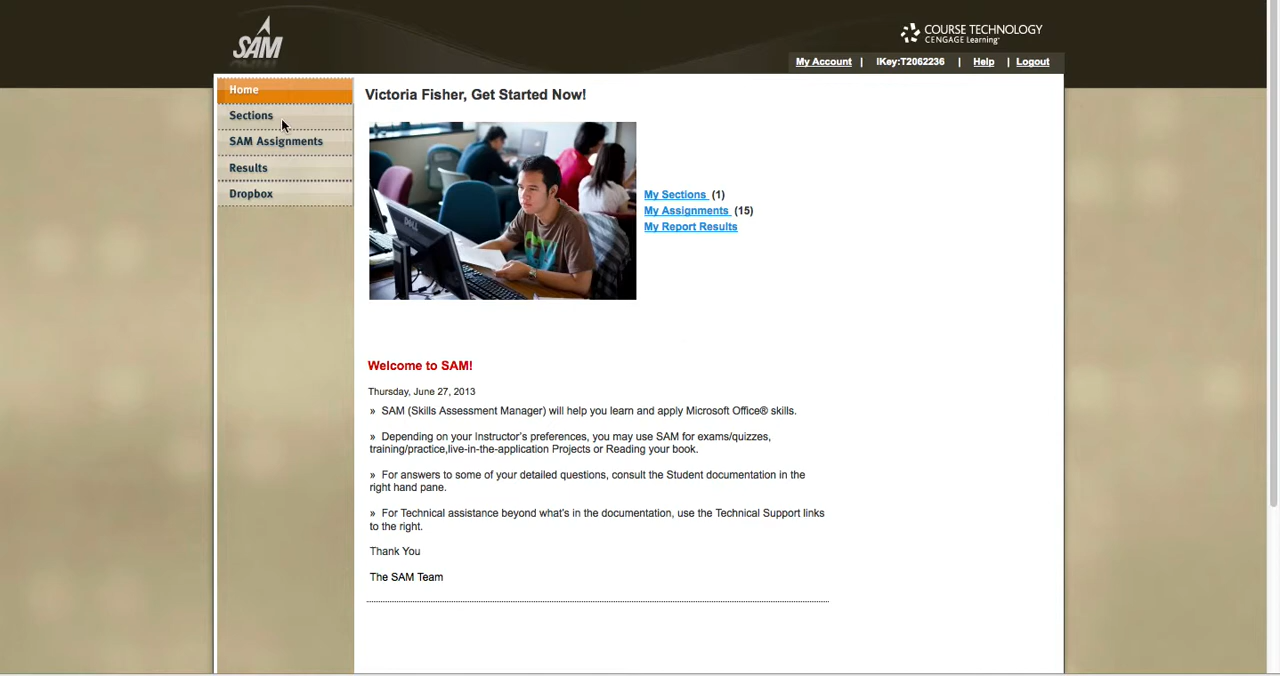 SAM
COURSE TECHNOLOGY
CENGAGE Learning™
My Account | IKey:T2062236 | Help | Logout
Home
Sections
SAM Assignments
Results
Dropbox
Victoria Fisher, Get Started Now!
DELL
My Sections (1)
My Assignments (15)
My Report Results
Welcome to SAM!
Thursday, June 27, 2013
» SAM (Skills Assessment Manager) will help you learn and apply Microsoft Office® skills.
» Depending on your Instructor's preferences, you may use SAM for exams/quizzes,
training/practice,live-in-the-application Projects or Reading your book.
» For answers to some of your detailed questions, consult the Student documentation in the
right hand pane.
» For Technical assistance beyond what's in the documentation, use the Technical Support links
to the right.
Thank You
The SAM Team